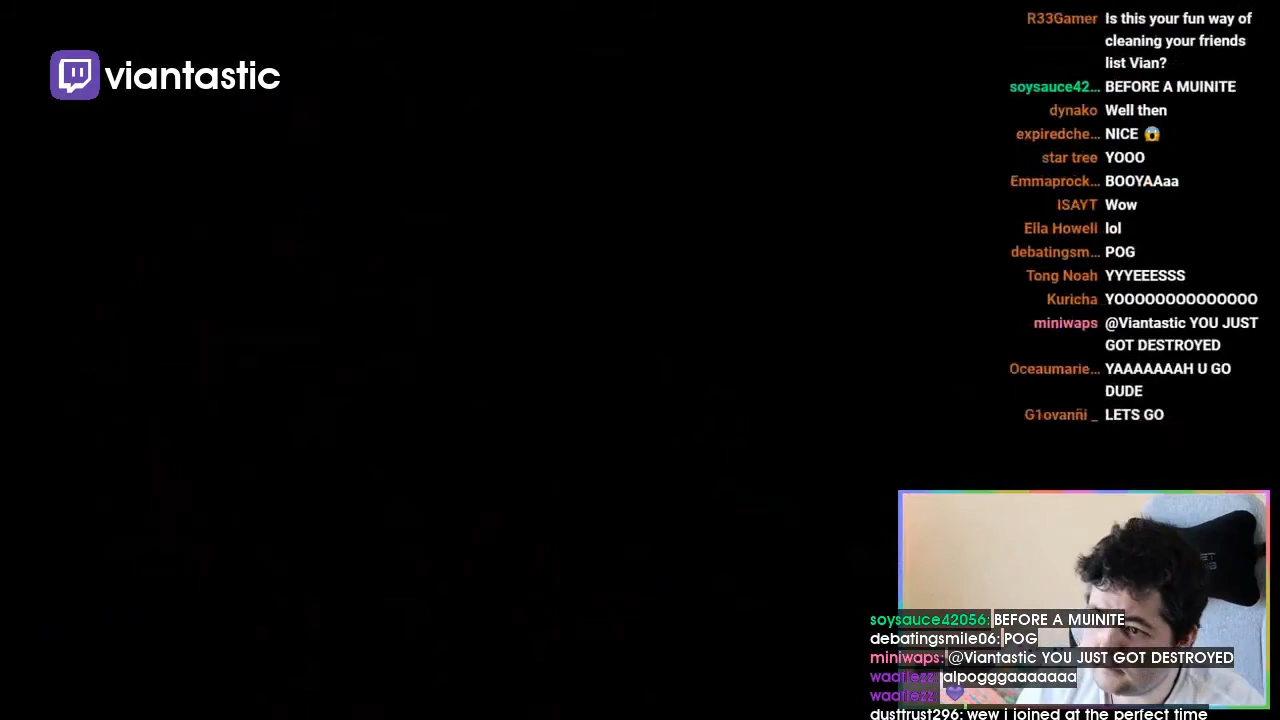 viantastic
R33Gamer Is this your fun way of
cleaning your friends
list Vian?
soysauce42... BEFORE A MUINITE
dynako Well then
expiredche... NICE 😱
star tree YOOO
Emmaprock... BOOYAAaa
ISAYT Wow
Ella Howell lol
debatingsm... POG
Tong Noah YYYEEESSS
Kuricha YOOOOOOOOOOOOOO
miniwaps @Viantastic YOU JUST
GOT DESTROYED
Oceaumarie... YAAAAAAAH U GO
DUDE
G1ovanñi _ LETS GO
soysauce42056: BEFORE A MUINITE
debatingsmile06: POG
miniwaps: @Viantastic YOU JUST GOT DESTROYED
waaflezz: alpogggaaaaaaa
waaflezz: 💜
dusttrust296: wew i joined at the perfect time